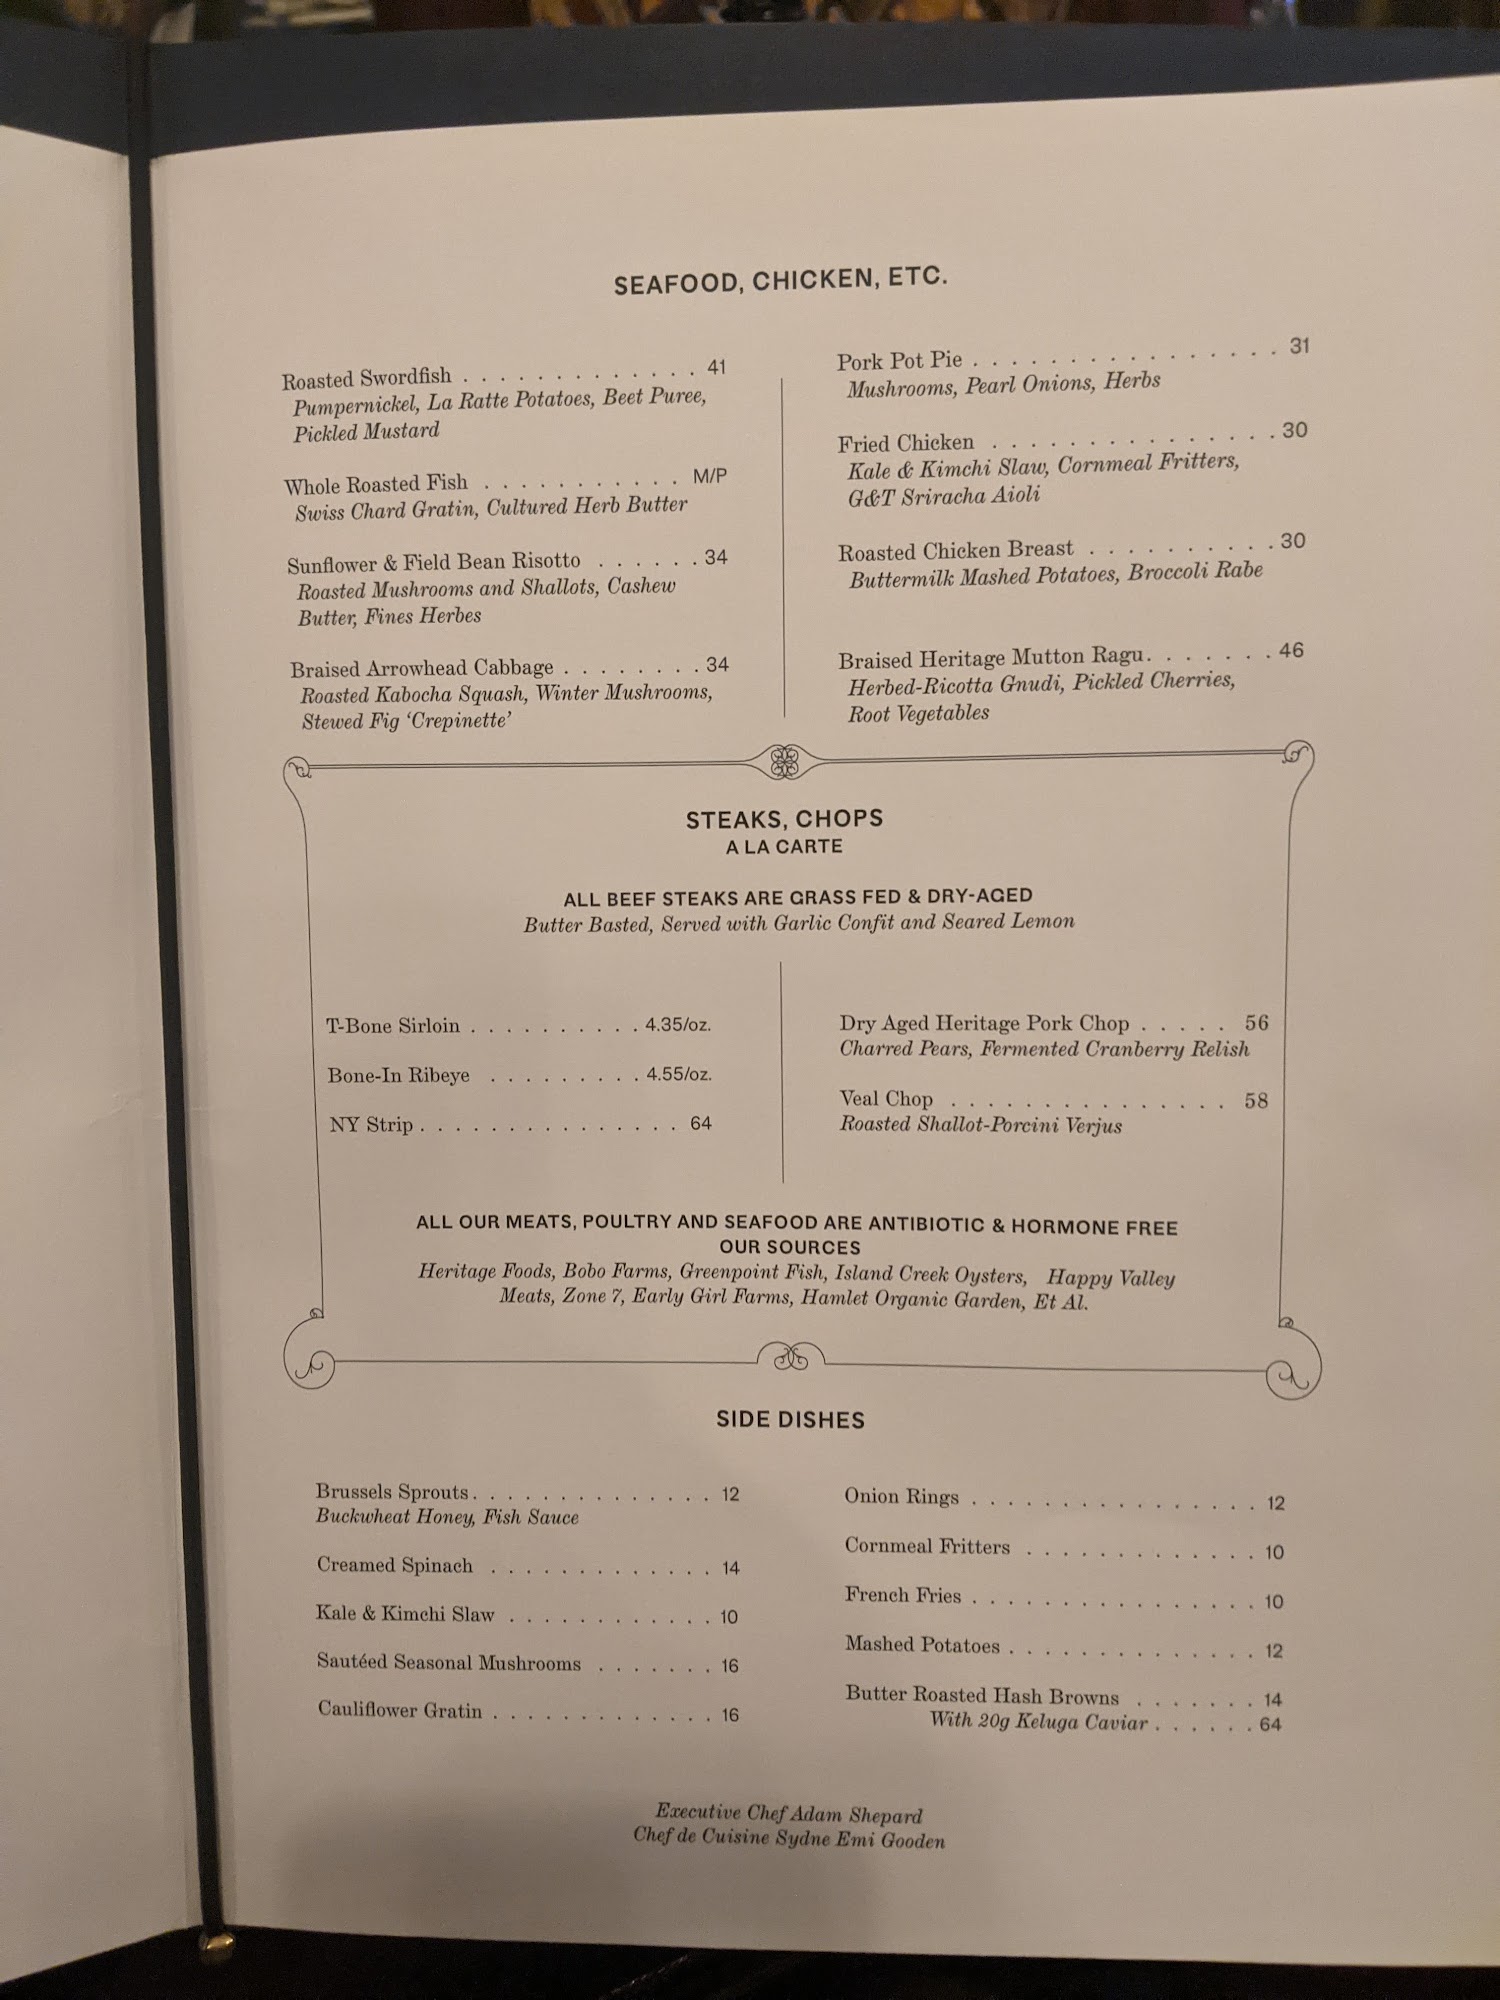 SEAFOOD, CHICKEN, ETC.
Roasted Swordfish . . . . . . . . . . . . . 41
Pumpernickel, La Ratte Potatoes, Beet Puree,
Pickled Mustard
Whole Roasted Fish . . . . . . . . . . . M/P
Swiss Chard Gratin, Cultured Herb Butter
Sunflower & Field Bean Risotto . . . . . . 34
Roasted Mushrooms and Shallots, Cashew
Butter, Fines Herbes
Braised Arrowhead Cabbage . . . . . . . . 34
Roasted Kabocha Squash, Winter Mushrooms,
Stewed Fig ‘Crepinette’
Pork Pot Pie . . . . . . . . . . . . . . . . 31
Mushrooms, Pearl Onions, Herbs
Fried Chicken . . . . . . . . . . . . . . . 30
Kale & Kimchi Slaw, Cornmeal Fritters,
G&T Sriracha Aioli
Roasted Chicken Breast . . . . . . . . . . 30
Buttermilk Mashed Potatoes, Broccoli Rabe
Braised Heritage Mutton Ragu. . . . . . . 46
Herbed-Ricotta Gnudi, Pickled Cherries,
Root Vegetables
STEAKS, CHOPS
A LA CARTE
ALL BEEF STEAKS ARE GRASS FED & DRY-AGED
Butter Basted, Served with Garlic Confit and Seared Lemon
T-Bone Sirloin . . . . . . . . . . 4.35/oz.
Bone-In Ribeye . . . . . . . . . 4.55/oz.
NY Strip . . . . . . . . . . . . . . . 64
Dry Aged Heritage Pork Chop . . . . . 56
Charred Pears, Fermented Cranberry Relish
Veal Chop . . . . . . . . . . . . . . . 58
Roasted Shallot-Porcini Verjus
ALL OUR MEATS, POULTRY AND SEAFOOD ARE ANTIBIOTIC & HORMONE FREE
OUR SOURCES
Heritage Foods, Bobo Farms, Greenpoint Fish, Island Creek Oysters, Happy Valley
Meats, Zone 7, Early Girl Farms, Hamlet Organic Garden, Et Al.
SIDE DISHES
Brussels Sprouts . . . . . . . . . . . . . . 12
Buckwheat Honey, Fish Sauce
Creamed Spinach . . . . . . . . . . . . . 14
Kale & Kimchi Slaw . . . . . . . . . . . . 10
Sautéed Seasonal Mushrooms . . . . . . . 16
Cauliflower Gratin . . . . . . . . . . . . . 16
Onion Rings . . . . . . . . . . . . . . . . 12
Cornmeal Fritters . . . . . . . . . . . . . 10
French Fries . . . . . . . . . . . . . . . . 10
Mashed Potatoes . . . . . . . . . . . . . . 12
Butter Roasted Hash Browns . . . . . . . 14
With 20g Keluga Caviar . . . . . . 64
Executive Chef Adam Shepard
Chef de Cuisine Sydne Emi Gooden